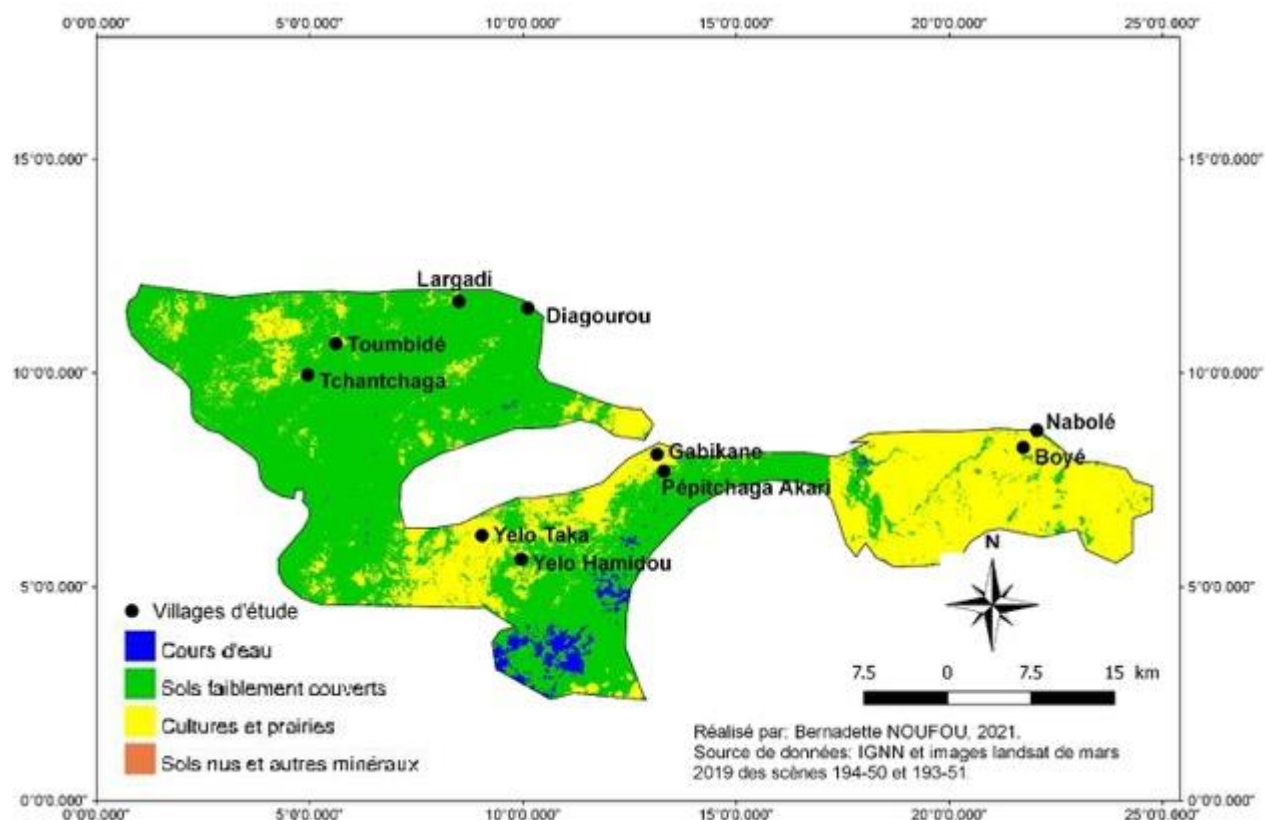 0°0'0.000" 5°0'0.000" 10°0'0.000" 15°0'0.000" 20°0'0.000" 25°0'0.000"
15°0'0.000" 15°0'0.000"
Largadi
Diagourou
Toumbidé
10°0'0.000" 10°0'0.000"
Tchantchaga
Nabolé
Gabikane
Boyé
Pépitchaga Akari
Yelo Taka
N
Yelo Hamidou
5°0'0.000" 5°0'0.000"
Villages d'étude
Cours d'eau
Sols faiblement couverts
Cultures et prairies
Sols nus et autres minéraux
7.5 0 7.5 15 km
Réalisé par: Bernadette NOUFOU, 2021.
Source de données: IGNN et images landsat de mars
2019 des scènes 194-50 et 193-51.
0°0'0.000" 0°0'0.000"
0°0'0.000" 5°0'0.000" 10°0'0.000" 15°0'0.000" 20°0'0.000" 25°0'0.000"